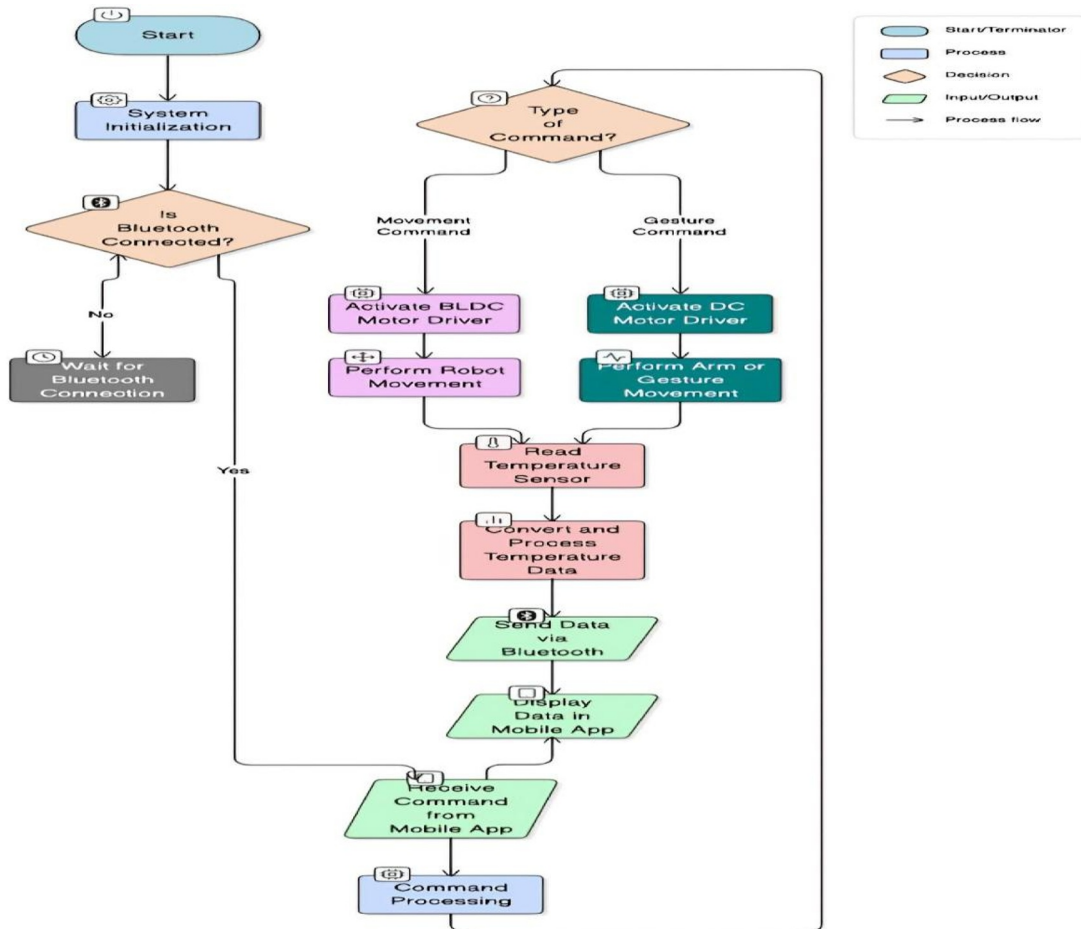 Start
System
Initialization
Is
Bluetooth
Connected?
No
Wait for
Bluetooth
Connection
Yes
Type
of
Command?
Movement
Command
Gesture
Command
Activate BLDC
Motor Driver
Activate DC
Motor Driver
Perform Robot
Movement
Perform Arm or
Gesture
Movement
Read
Temperature
Sensor
Convert and
Process
Temperature
Data
Send Data
via
Bluetooth
Display
Data in
Mobile App
Receive
Command
from
Mobile App
Command
Processing
Start/Terminator
Process
Decision
Input/Output
Process flow